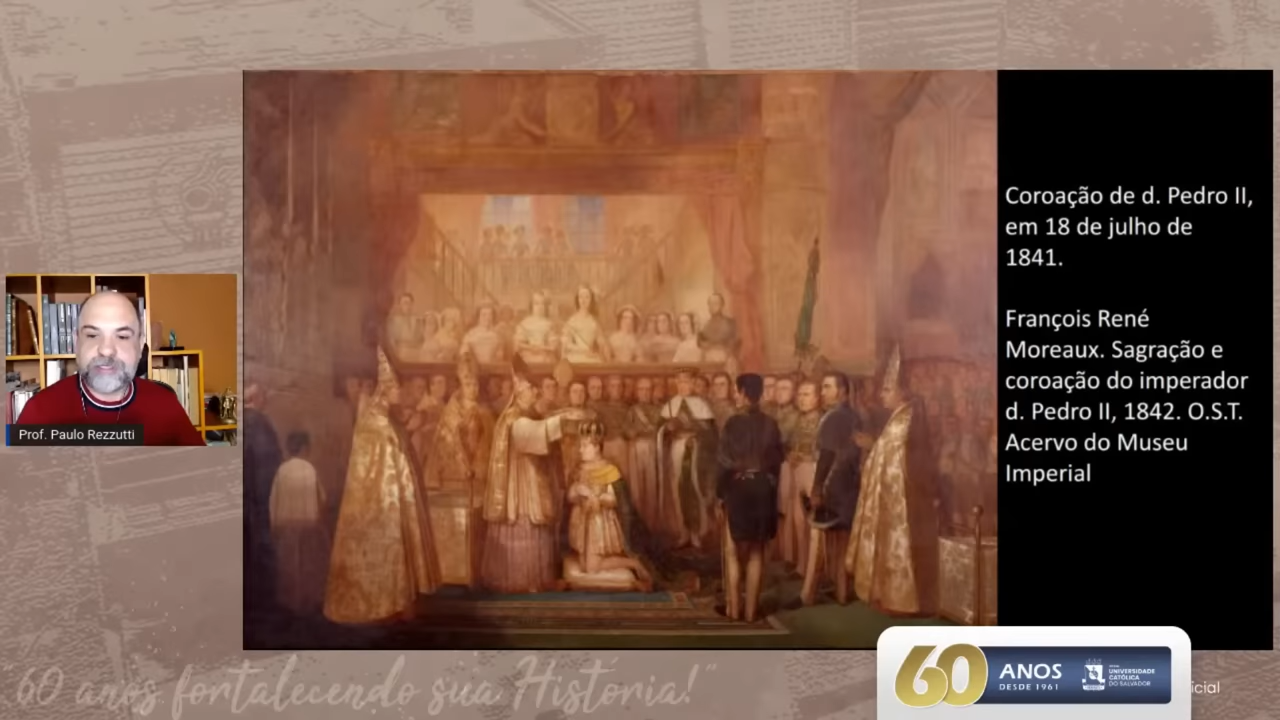 Coroação de d. Pedro II,
em 18 de julho de
1841.
François René
Moreaux. Sagração e
coroação do imperador
d. Pedro II, 1842. O.S.T.
Acervo do Museu
Imperial
Prof. Paulo Rezzutti
"60 anos fortalecendo sua História!"
60 ANOS
DESDE 1961
UNIVERSIDADE
CATÓLICA
DO SALVADOR
icial